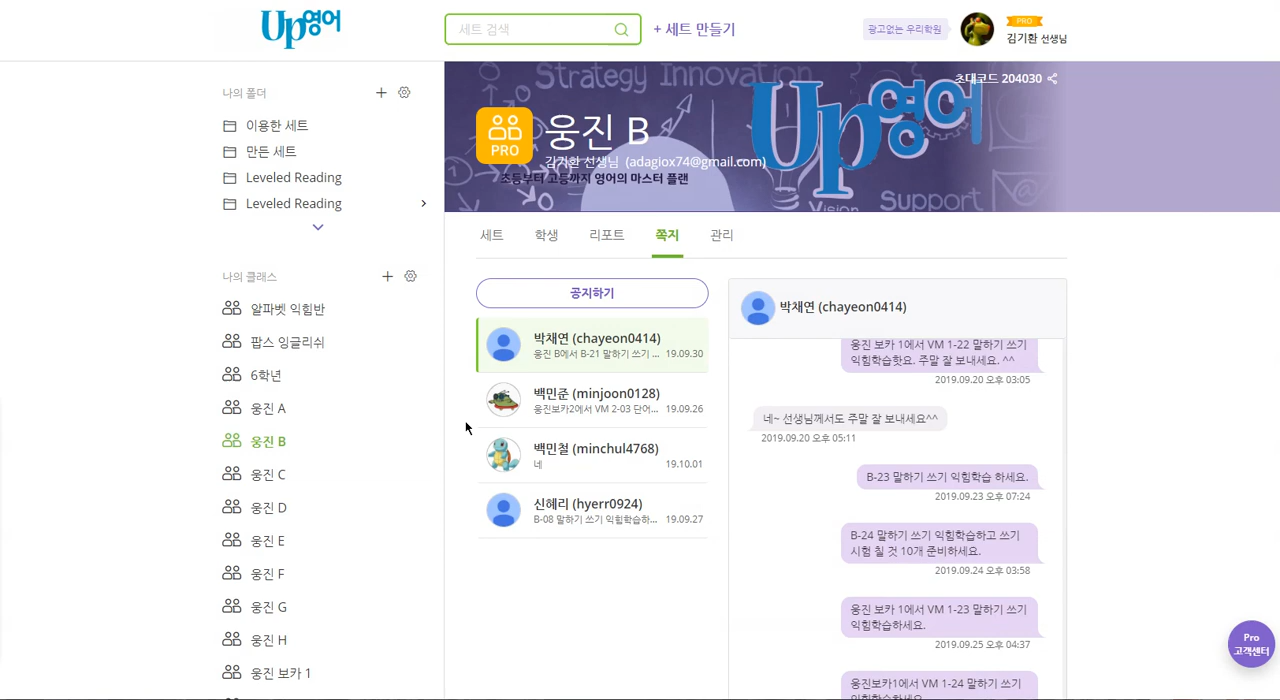 Up영어
세트 검색
+ 세트 만들기
광고없는 우리학원
PRO
김기환 선생님
나의 폴더
이용한 세트
만든 세트
Leveled Reading
Leveled Reading
나의 클래스
알파벳 익힘반
팝스 잉글리쉬
6학년
웅진 A
웅진 B
웅진 C
웅진 D
웅진 E
웅진 F
웅진 G
웅진 H
웅진 보카 1
Strategy Innovation
초대코드 204030
PRO
웅진 B
김기환 선생님 (adagiox74@gmail.com)
초등부터 고등까지 영어의 마스터 플랜
Up영어
Vision
Support
세트
학생
리포트
쪽지
관리
공지하기
박채연 (chayeon0414)
웅진 B에서 B-21 말하기 쓰기 ... 19.09.30
백민준 (minjoon0128)
웅진보카2에서 VM 2-03 단어... 19.09.26
백민철 (minchul4768)
네 19.10.01
신혜리 (hyerr0924)
B-08 말하기 쓰기 익힘학습하... 19.09.27
박채연 (chayeon0414)
웅진 보카 1에서 VM 1-22 말하기 쓰기
익힘학습핫요. 주말 잘 보내세요. ^^
2019.09.20 오후 03:05
네~ 선생님께서도 주말 잘 보내세요^^
2019.09.20 오후 05:11
B-23 말하기 쓰기 익힘학습 하세요.
2019.09.23 오후 07:24
B-24 말하기 쓰기 익힘학습하고 쓰기
시험 칠 것 10개 준비하세요.
2019.09.24 오후 03:58
웅진 보카 1에서 VM 1-23 말하기 쓰기
익힘학습하세요.
2019.09.25 오후 04:37
웅진보카1에서 VM 1-24 말하기 쓰기
익힘학습하세요.
Pro
고객센터